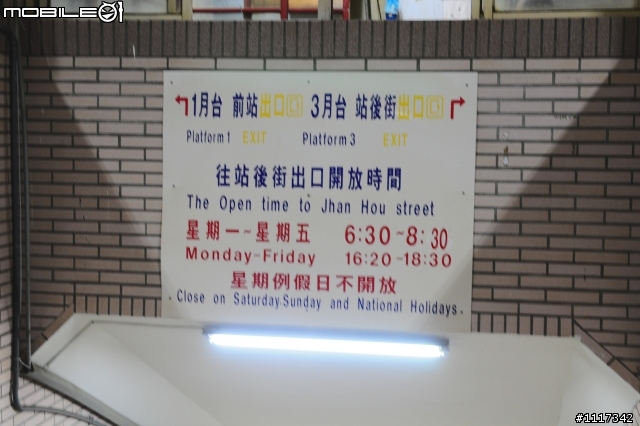 MOBILE01
1月台 前站出口 3月台 站後街出口
Platform 1 EXIT Platform 3 EXIT
往站後街出口開放時間
The Open time to Jhan Hou street
星期一~星期五 6:30~8:30
Monday~Friday 16:20~18:30
星期例假日不開放
Close on Saturday.Sunday and National Holidays.
#1117342